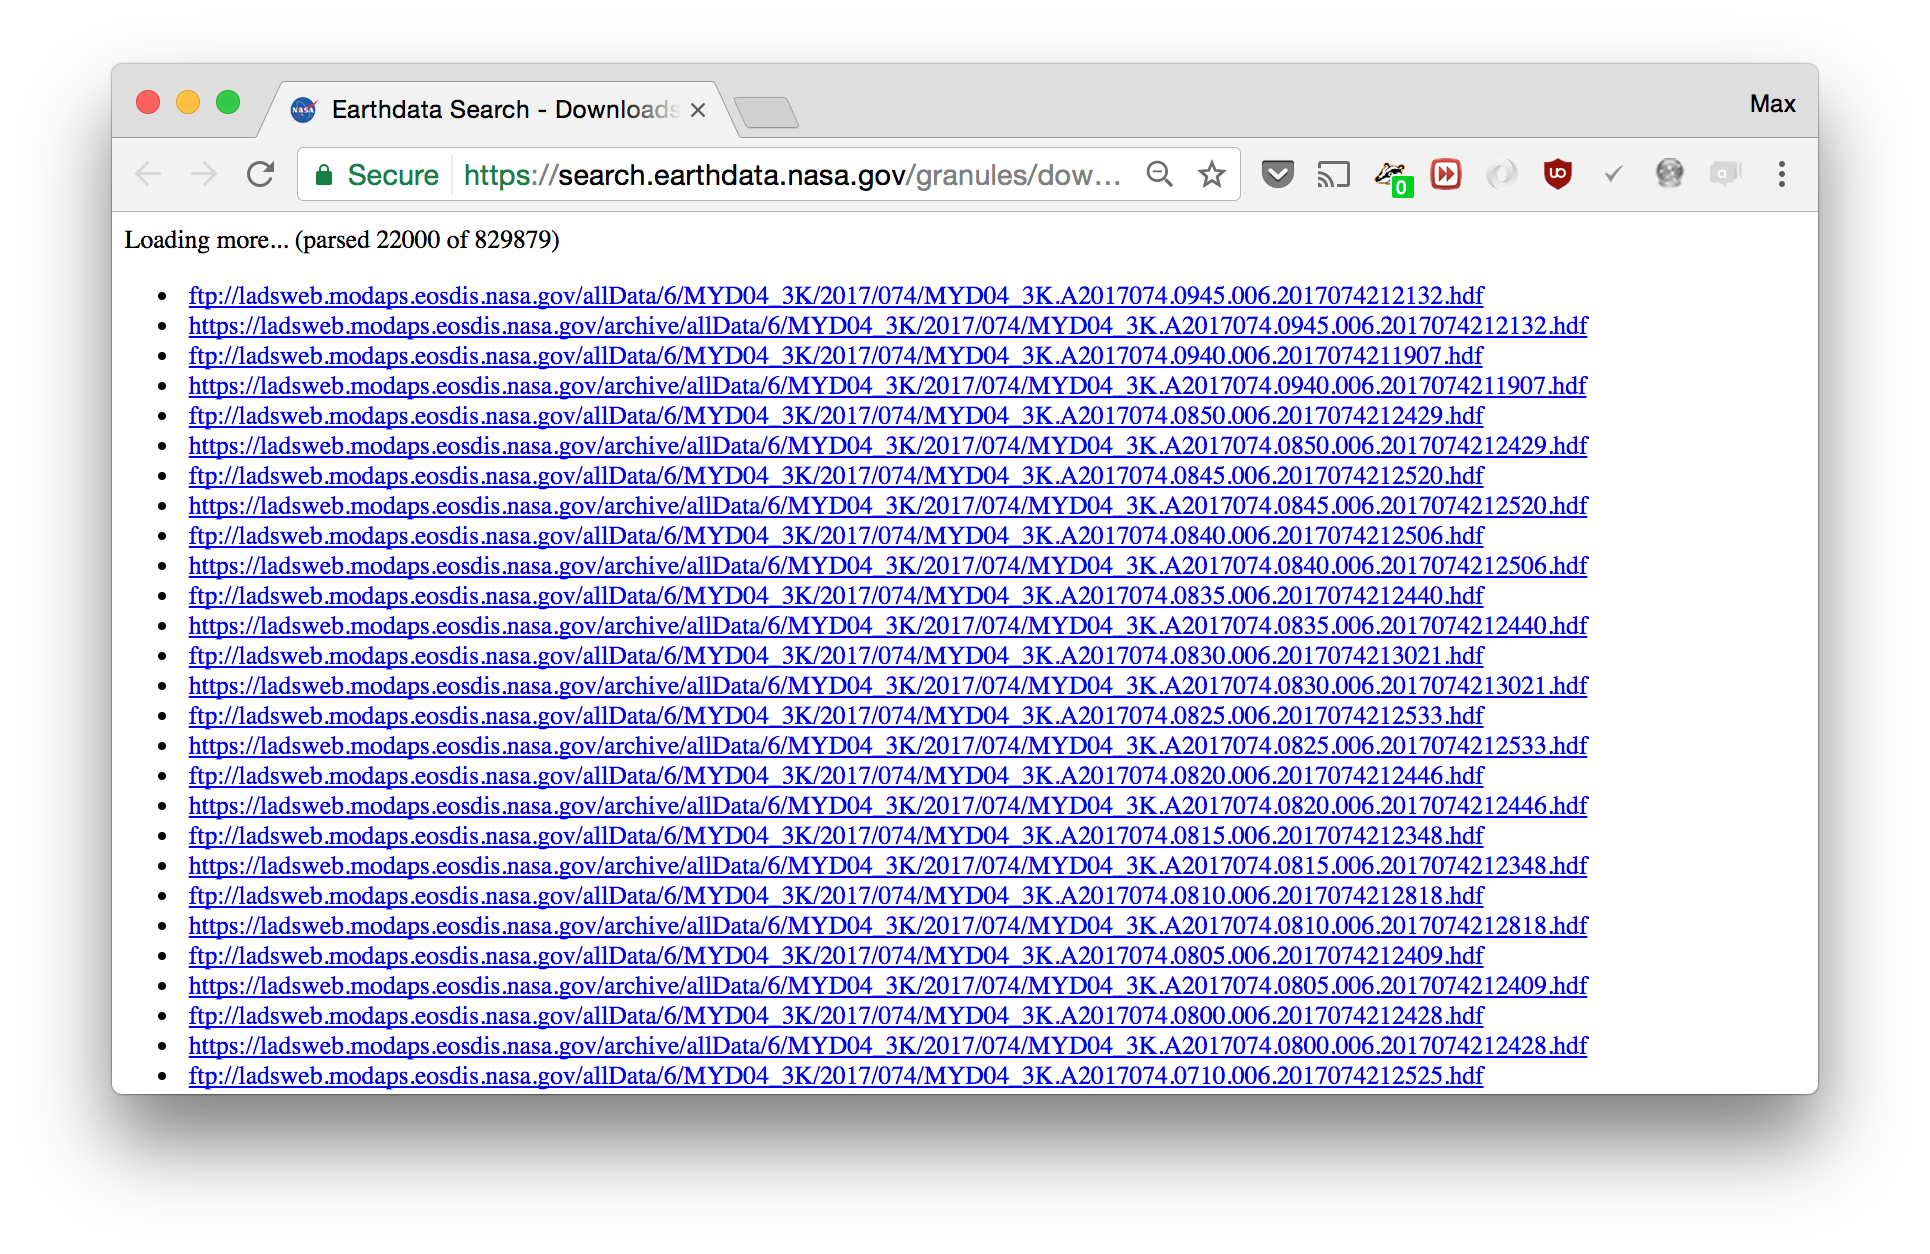 NASA Earthdata Search - Downloads
Max
Secure https://search.earthdata.nasa.gov/granules/dow...
0
uo
a
Loading more... (parsed 22000 of 829879)
ftp://ladsweb.modaps.eosdis.nasa.gov/allData/6/MYD04_3K/2017/074/MYD04_3K.A2017074.0945.006.2017074212132.hdf
https://ladsweb.modaps.eosdis.nasa.gov/archive/allData/6/MYD04_3K/2017/074/MYD04_3K.A2017074.0945.006.2017074212132.hdf
ftp://ladsweb.modaps.eosdis.nasa.gov/allData/6/MYD04_3K/2017/074/MYD04_3K.A2017074.0940.006.2017074211907.hdf
https://ladsweb.modaps.eosdis.nasa.gov/archive/allData/6/MYD04_3K/2017/074/MYD04_3K.A2017074.0940.006.2017074211907.hdf
ftp://ladsweb.modaps.eosdis.nasa.gov/allData/6/MYD04_3K/2017/074/MYD04_3K.A2017074.0850.006.2017074212429.hdf
https://ladsweb.modaps.eosdis.nasa.gov/archive/allData/6/MYD04_3K/2017/074/MYD04_3K.A2017074.0850.006.2017074212429.hdf
ftp://ladsweb.modaps.eosdis.nasa.gov/allData/6/MYD04_3K/2017/074/MYD04_3K.A2017074.0845.006.2017074212520.hdf
https://ladsweb.modaps.eosdis.nasa.gov/archive/allData/6/MYD04_3K/2017/074/MYD04_3K.A2017074.0845.006.2017074212520.hdf
ftp://ladsweb.modaps.eosdis.nasa.gov/allData/6/MYD04_3K/2017/074/MYD04_3K.A2017074.0840.006.2017074212506.hdf
https://ladsweb.modaps.eosdis.nasa.gov/archive/allData/6/MYD04_3K/2017/074/MYD04_3K.A2017074.0840.006.2017074212506.hdf
ftp://ladsweb.modaps.eosdis.nasa.gov/allData/6/MYD04_3K/2017/074/MYD04_3K.A2017074.0835.006.2017074212440.hdf
https://ladsweb.modaps.eosdis.nasa.gov/archive/allData/6/MYD04_3K/2017/074/MYD04_3K.A2017074.0835.006.2017074212440.hdf
ftp://ladsweb.modaps.eosdis.nasa.gov/allData/6/MYD04_3K/2017/074/MYD04_3K.A2017074.0830.006.2017074213021.hdf
https://ladsweb.modaps.eosdis.nasa.gov/archive/allData/6/MYD04_3K/2017/074/MYD04_3K.A2017074.0830.006.2017074213021.hdf
ftp://ladsweb.modaps.eosdis.nasa.gov/allData/6/MYD04_3K/2017/074/MYD04_3K.A2017074.0825.006.2017074212533.hdf
https://ladsweb.modaps.eosdis.nasa.gov/archive/allData/6/MYD04_3K/2017/074/MYD04_3K.A2017074.0825.006.2017074212533.hdf
ftp://ladsweb.modaps.eosdis.nasa.gov/allData/6/MYD04_3K/2017/074/MYD04_3K.A2017074.0820.006.2017074212446.hdf
https://ladsweb.modaps.eosdis.nasa.gov/archive/allData/6/MYD04_3K/2017/074/MYD04_3K.A2017074.0820.006.2017074212446.hdf
ftp://ladsweb.modaps.eosdis.nasa.gov/allData/6/MYD04_3K/2017/074/MYD04_3K.A2017074.0815.006.2017074212348.hdf
https://ladsweb.modaps.eosdis.nasa.gov/archive/allData/6/MYD04_3K/2017/074/MYD04_3K.A2017074.0815.006.2017074212348.hdf
ftp://ladsweb.modaps.eosdis.nasa.gov/allData/6/MYD04_3K/2017/074/MYD04_3K.A2017074.0810.006.2017074212818.hdf
https://ladsweb.modaps.eosdis.nasa.gov/archive/allData/6/MYD04_3K/2017/074/MYD04_3K.A2017074.0810.006.2017074212818.hdf
ftp://ladsweb.modaps.eosdis.nasa.gov/allData/6/MYD04_3K/2017/074/MYD04_3K.A2017074.0805.006.2017074212409.hdf
https://ladsweb.modaps.eosdis.nasa.gov/archive/allData/6/MYD04_3K/2017/074/MYD04_3K.A2017074.0805.006.2017074212409.hdf
ftp://ladsweb.modaps.eosdis.nasa.gov/allData/6/MYD04_3K/2017/074/MYD04_3K.A2017074.0800.006.2017074212428.hdf
https://ladsweb.modaps.eosdis.nasa.gov/archive/allData/6/MYD04_3K/2017/074/MYD04_3K.A2017074.0800.006.2017074212428.hdf
ftp://ladsweb.modaps.eosdis.nasa.gov/allData/6/MYD04_3K/2017/074/MYD04_3K.A2017074.0710.006.2017074212525.hdf